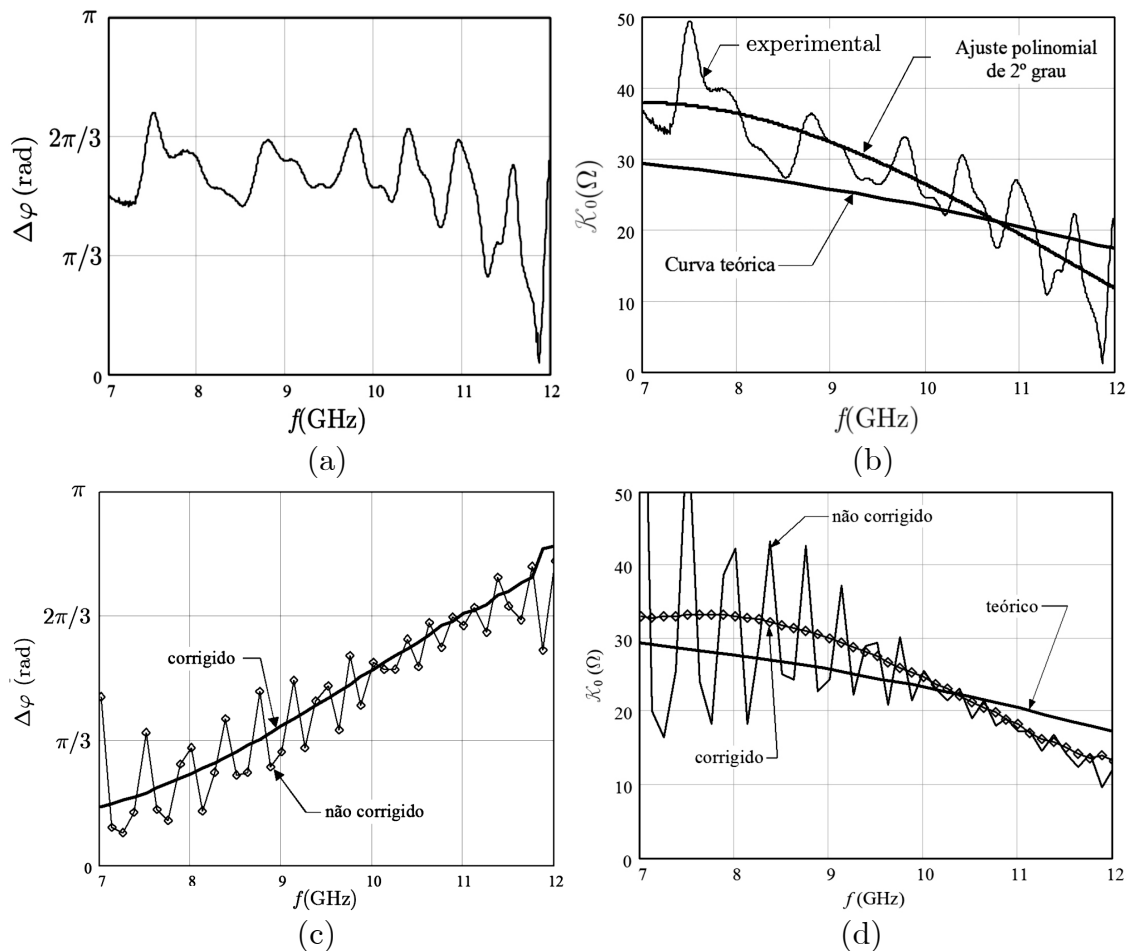 π
2π/3
π/3
0
Δφ (rad)
7 8 9 10 11 12
f(GHz)
(a)
50
40
30
20
10
0
𝒦0(Ω)
experimental
Ajuste polinomial
de 2º grau
Curva teórica
7 8 9 10 11 12
f(GHz)
(b)
π
2π/3
π/3
0
Δφ (rad)
corrigido
não corrigido
7 8 9 10 11 12
f(GHz)
(c)
50
40
30
20
10
0
𝒦0 (Ω)
não corrigido
teórico
corrigido
7 8 9 10 11 12
f (GHz)
(d)